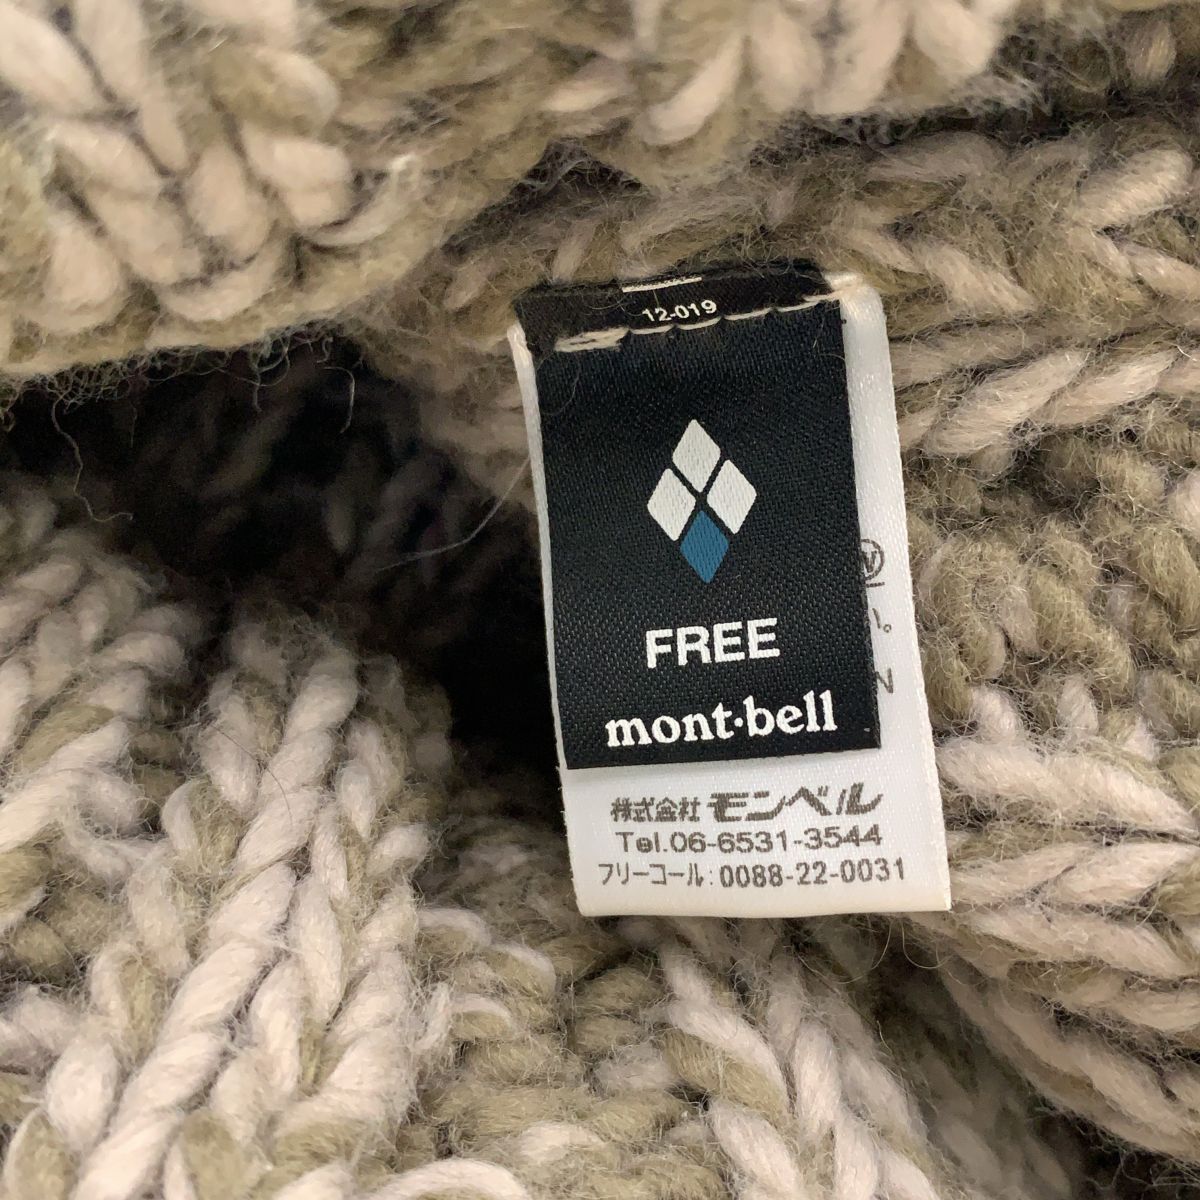 12-019
FREE
mont·bell
株式会社 モンベル
Tel.06-6531-3544
フリーコール:0088-22-0031